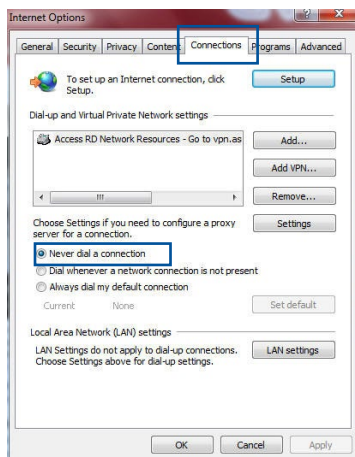 Internet Options
General Security Privacy Content Connections Programs Advanced
To set up an Internet connection, click
Setup.
Setup
Dial-up and Virtual Private Network settings
Access RD Network Resources - Go to vpn.as
Add...
Add VPN...
Remove...
Choose Settings if you need to configure a proxy
server for a connection.
Settings
Never dial a connection
Dial whenever a network connection is not present
Always dial my default connection
Current None
Set default
Local Area Network (LAN) settings
LAN Settings do not apply to dial-up connections.
Choose Settings above for dial-up settings.
LAN settings
OK Cancel Apply